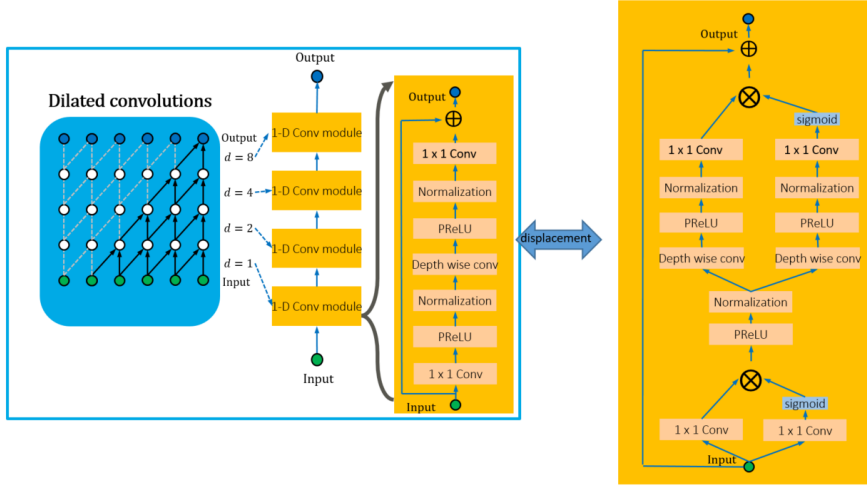 Dilated convolutions
Output
d = 8
d = 4
d = 2
d = 1
Input
Output
1-D Conv module
1-D Conv module
1-D Conv module
1-D Conv module
Input
Output
1 x 1 Conv
Normalization
PReLU
Depth wise conv
Normalization
PReLU
1 x 1 Conv
Input
displacement
Output
sigmoid
1 x 1 Conv
1 x 1 Conv
Normalization
Normalization
PReLU
PReLU
Depth wise conv
Depth wise conv
Normalization
PReLU
sigmoid
1 x 1 Conv
1 x 1 Conv
Input